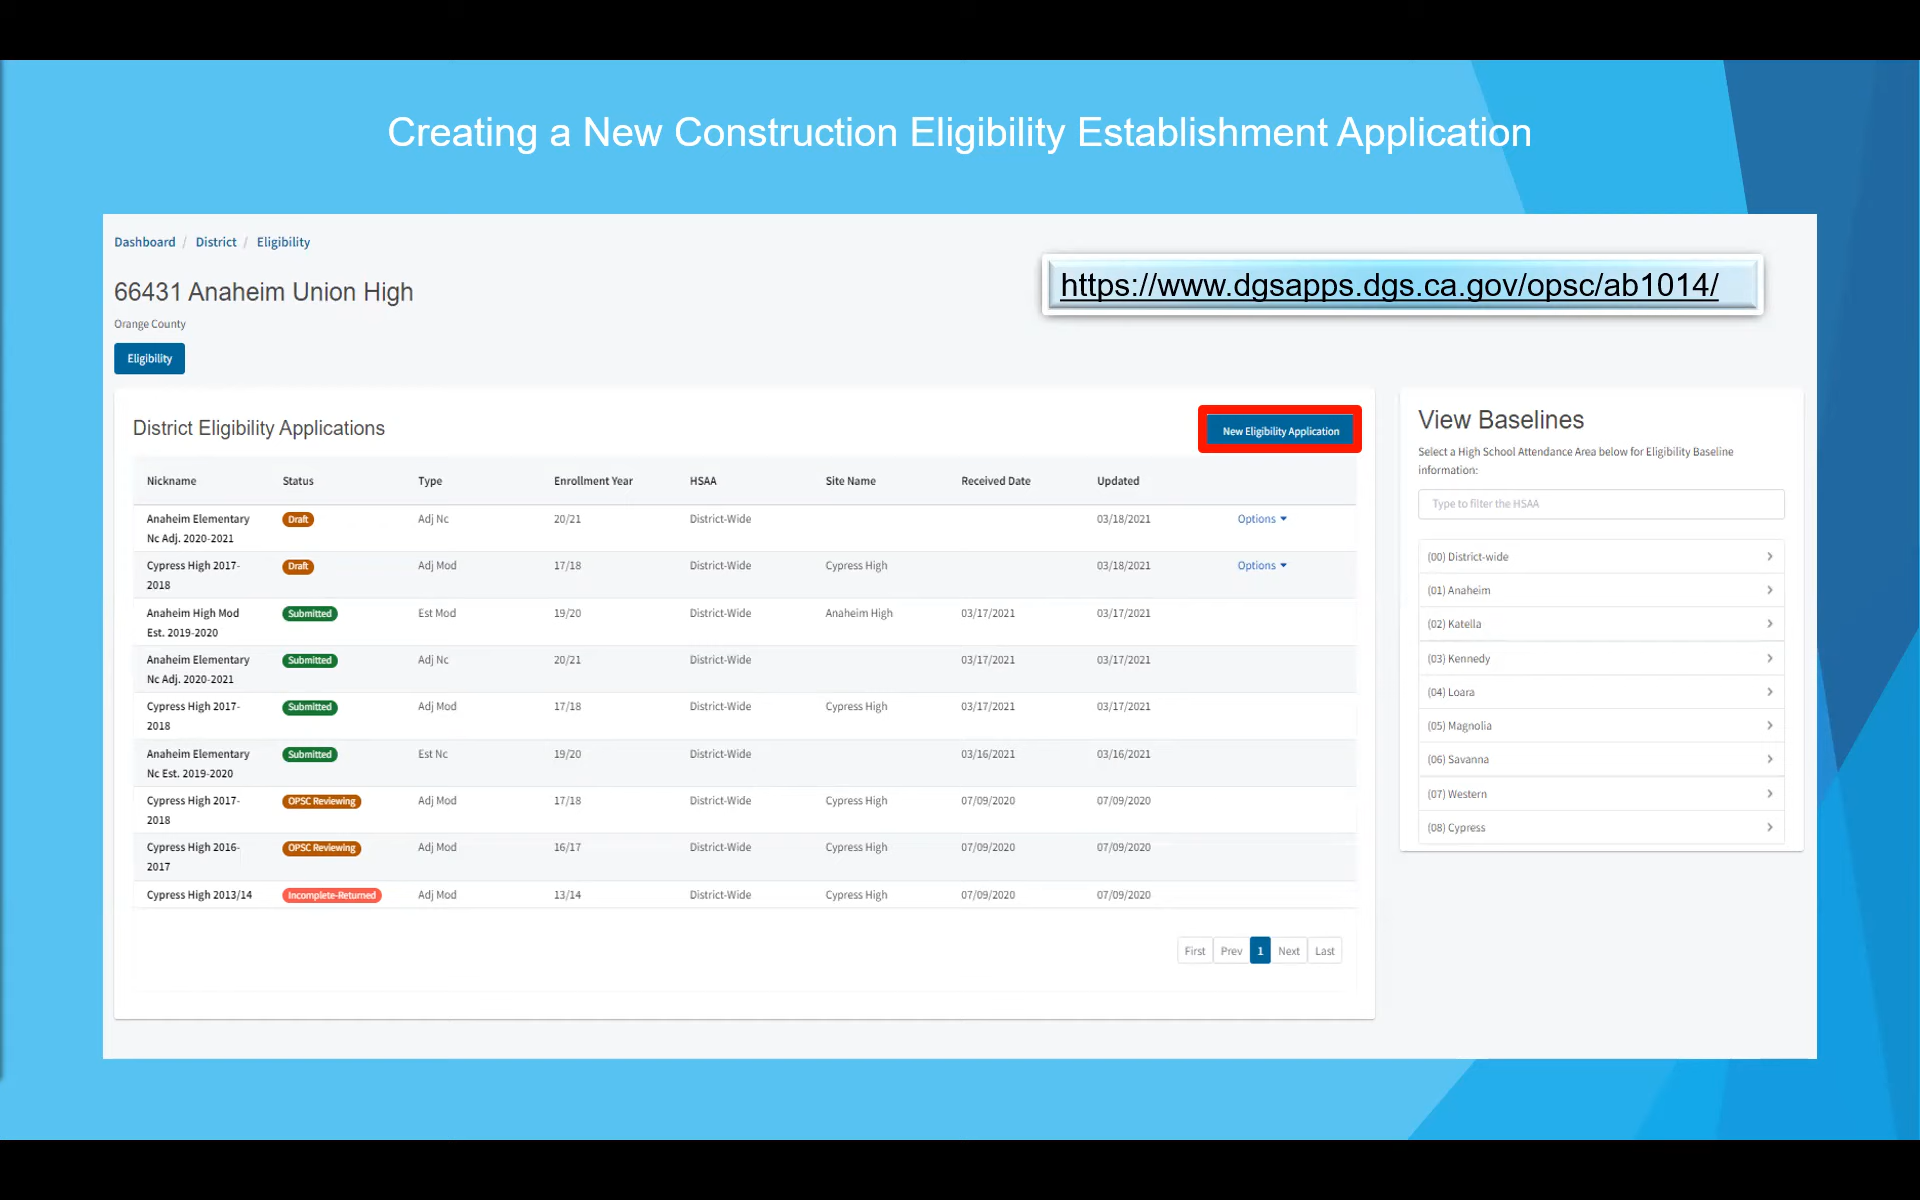 Creating a New Construction Eligibility Establishment Application
Dashboard / District / Eligibility
https://www.dgsapps.dgs.ca.gov/opsc/ab1014/
66431 Anaheim Union High
Orange County
Eligibility
District Eligibility Applications
New Eligibility Application
Nickname Status Type Enrollment Year HSAA Site Name Received Date Updated
Anaheim Elementary Draft Adj Nc 20/21 District-Wide 03/18/2021 Options
Nc Adj. 2020-2021
Cypress High 2017- Draft Adj Mod 17/18 District-Wide Cypress High 03/18/2021 Options
2018
Anaheim High Mod Submitted Est Mod 19/20 District-Wide Anaheim High 03/17/2021 03/17/2021
Est. 2019-2020
Anaheim Elementary Submitted Adj Nc 20/21 District-Wide 03/17/2021 03/17/2021
Nc Adj. 2020-2021
Cypress High 2017- Submitted Adj Mod 17/18 District-Wide Cypress High 03/17/2021 03/17/2021
2018
Anaheim Elementary Submitted Est Nc 19/20 District-Wide 03/16/2021 03/16/2021
Nc Est. 2019-2020
Cypress High 2017- OPSC Reviewing Adj Mod 17/18 District-Wide Cypress High 07/09/2020 07/09/2020
2018
Cypress High 2016- OPSC Reviewing Adj Mod 16/17 District-Wide Cypress High 07/09/2020 07/09/2020
2017
Cypress High 2013/14 Incomplete-Returned Adj Mod 13/14 District-Wide Cypress High 07/09/2020 07/09/2020
First Prev 1 Next Last
View Baselines
Select a High School Attendance Area below for Eligibility Baseline
information:
Type to filter the HSAA
(00) District-wide
(01) Anaheim
(02) Katella
(03) Kennedy
(04) Loara
(05) Magnolia
(06) Savanna
(07) Western
(08) Cypress